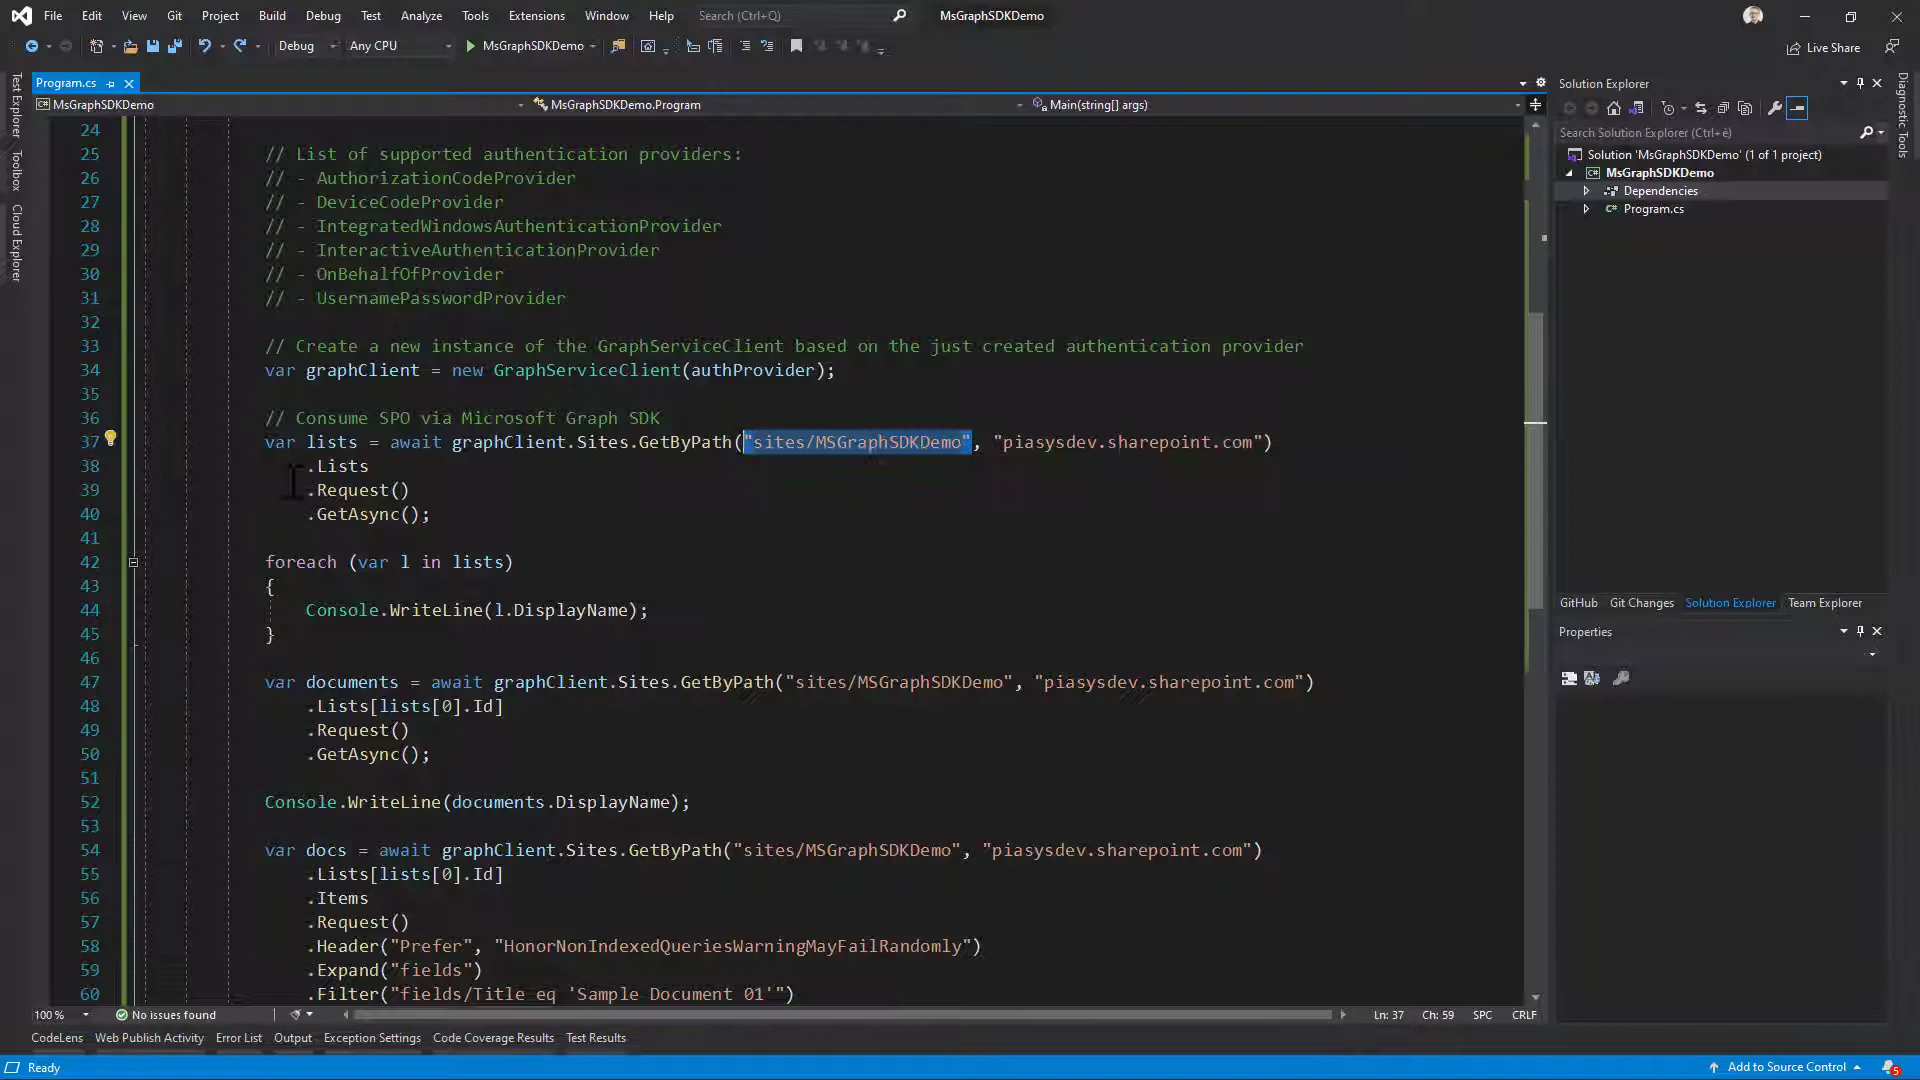 File Edit View Git Project Build Debug Test Analyze Tools Extensions Window Help Search (Ctrl+Q) MsGraphSDKDemo
Debug Any CPU MsGraphSDKDemo Live Share
Program.cs
MsGraphSDKDemo MsGraphSDKDemo.Program Main(string[] args)
Test Explorer
Toolbox
Cloud Explorer
24
25 // List of supported authentication providers:
26 // - AuthorizationCodeProvider
27 // - DeviceCodeProvider
28 // - IntegratedWindowsAuthenticationProvider
29 // - InteractiveAuthenticationProvider
30 // - OnBehalfOfProvider
31 // - UsernamePasswordProvider
32
33 // Create a new instance of the GraphServiceClient based on the just created authentication provider
34 var graphClient = new GraphServiceClient(authProvider);
35
36 // Consume SPO via Microsoft Graph SDK
37 var lists = await graphClient.Sites.GetByPath("sites/MSGraphSDKDemo", "piasysdev.sharepoint.com")
38 .Lists
39 .Request()
40 .GetAsync();
41
42 foreach (var l in lists)
43 {
44 Console.WriteLine(l.DisplayName);
45 }
46
47 var documents = await graphClient.Sites.GetByPath("sites/MSGraphSDKDemo", "piasysdev.sharepoint.com")
48 .Lists[lists[0].Id]
49 .Request()
50 .GetAsync();
51
52 Console.WriteLine(documents.DisplayName);
53
54 var docs = await graphClient.Sites.GetByPath("sites/MSGraphSDKDemo", "piasysdev.sharepoint.com")
55 .Lists[lists[0].Id]
56 .Items
57 .Request()
58 .Header("Prefer", "HonorNonIndexedQueriesWarningMayFailRandomly")
59 .Expand("fields")
60 .Filter("fields/Title eq 'Sample Document 01'")
100 % No issues found Ln: 37 Ch: 59 SPC CRLF
CodeLens Web Publish Activity Error List Output Exception Settings Code Coverage Results Test Results
Ready Add to Source Control 5
Solution Explorer
Search Solution Explorer (Ctrl+è)
Solution 'MsGraphSDKDemo' (1 of 1 project)
MsGraphSDKDemo
Dependencies
C# Program.cs
GitHub Git Changes Solution Explorer Team Explorer
Properties
Diagnostic Tools